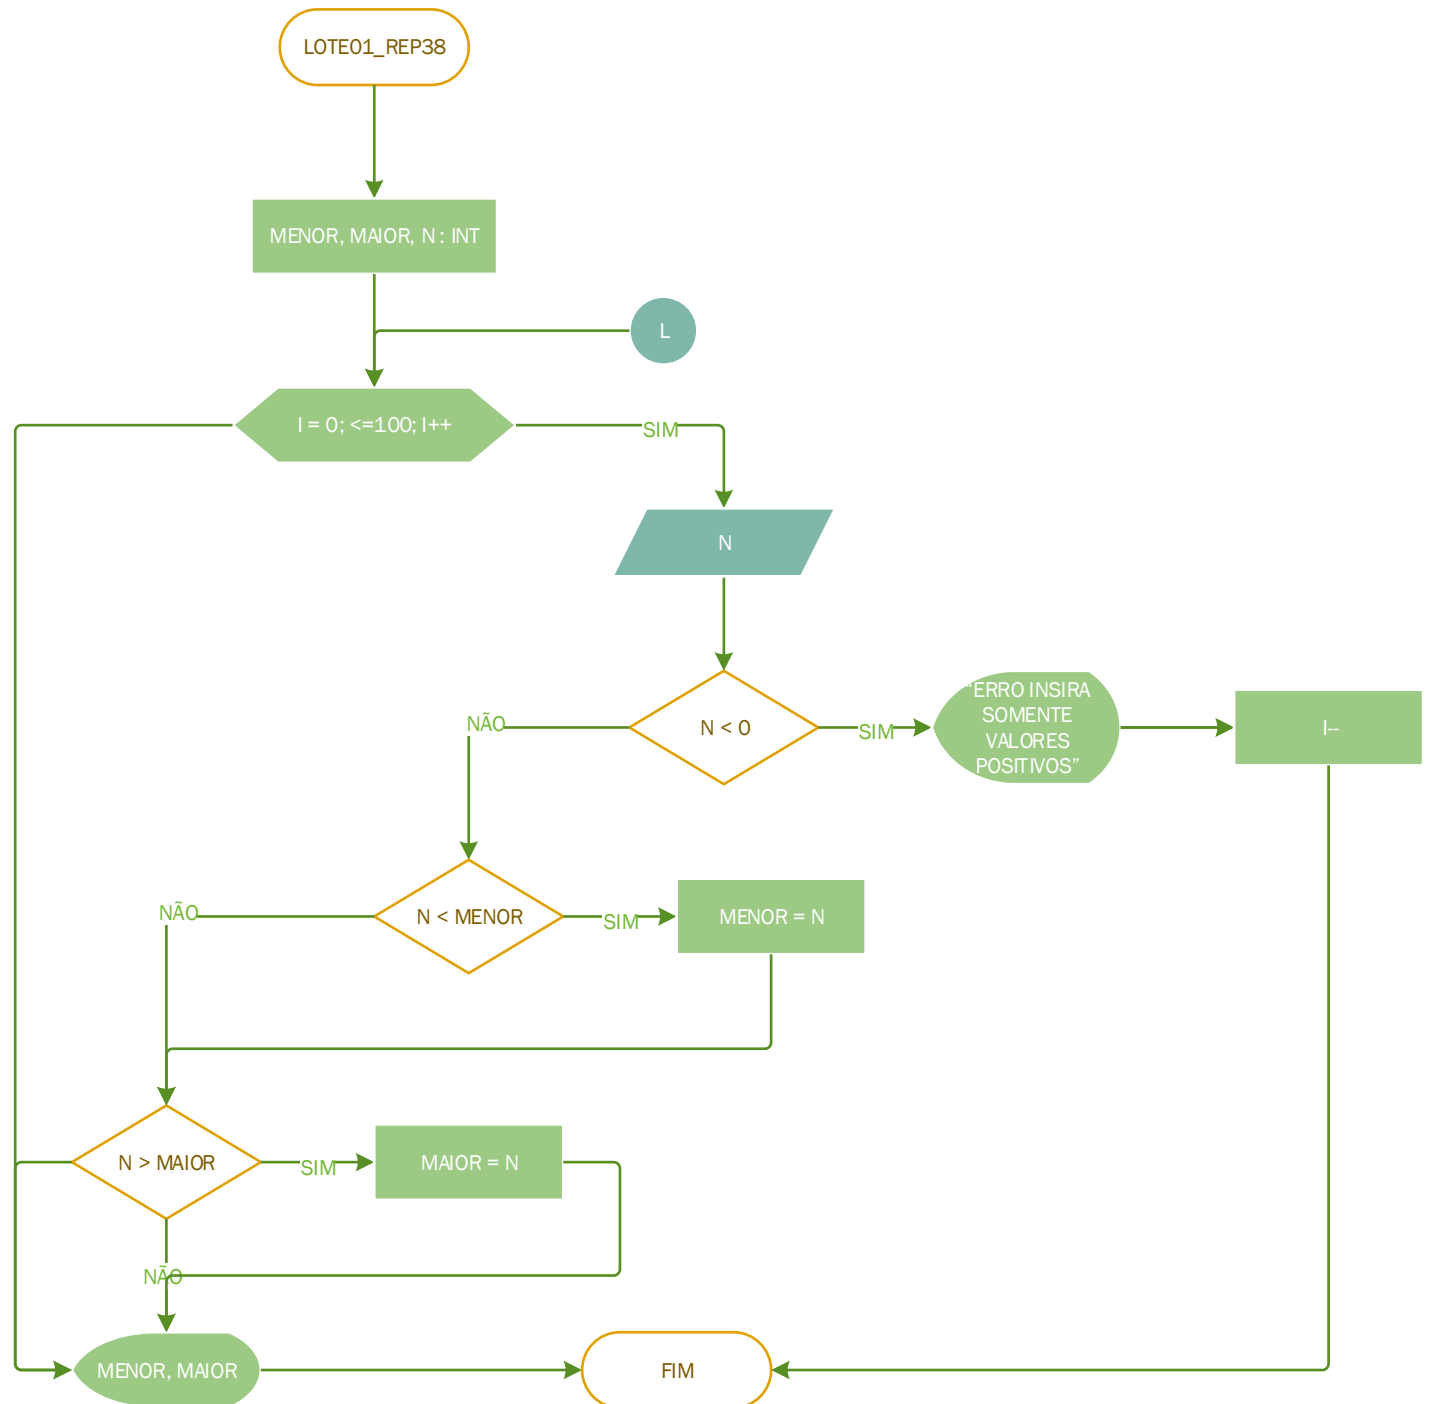 LOTE01_REP38
MENOR, MAIOR, N : INT
L
I = 0; <=100; I++
SIM
N
N < 0
NÃO
SIM
"ERRO INSIRA
SOMENTE
VALORES
POSITIVOS”
I--
N < MENOR
NÃO
SIM
MENOR = N
N > MAIOR
SIM
MAIOR = N
NÃO
MENOR, MAIOR
FIM